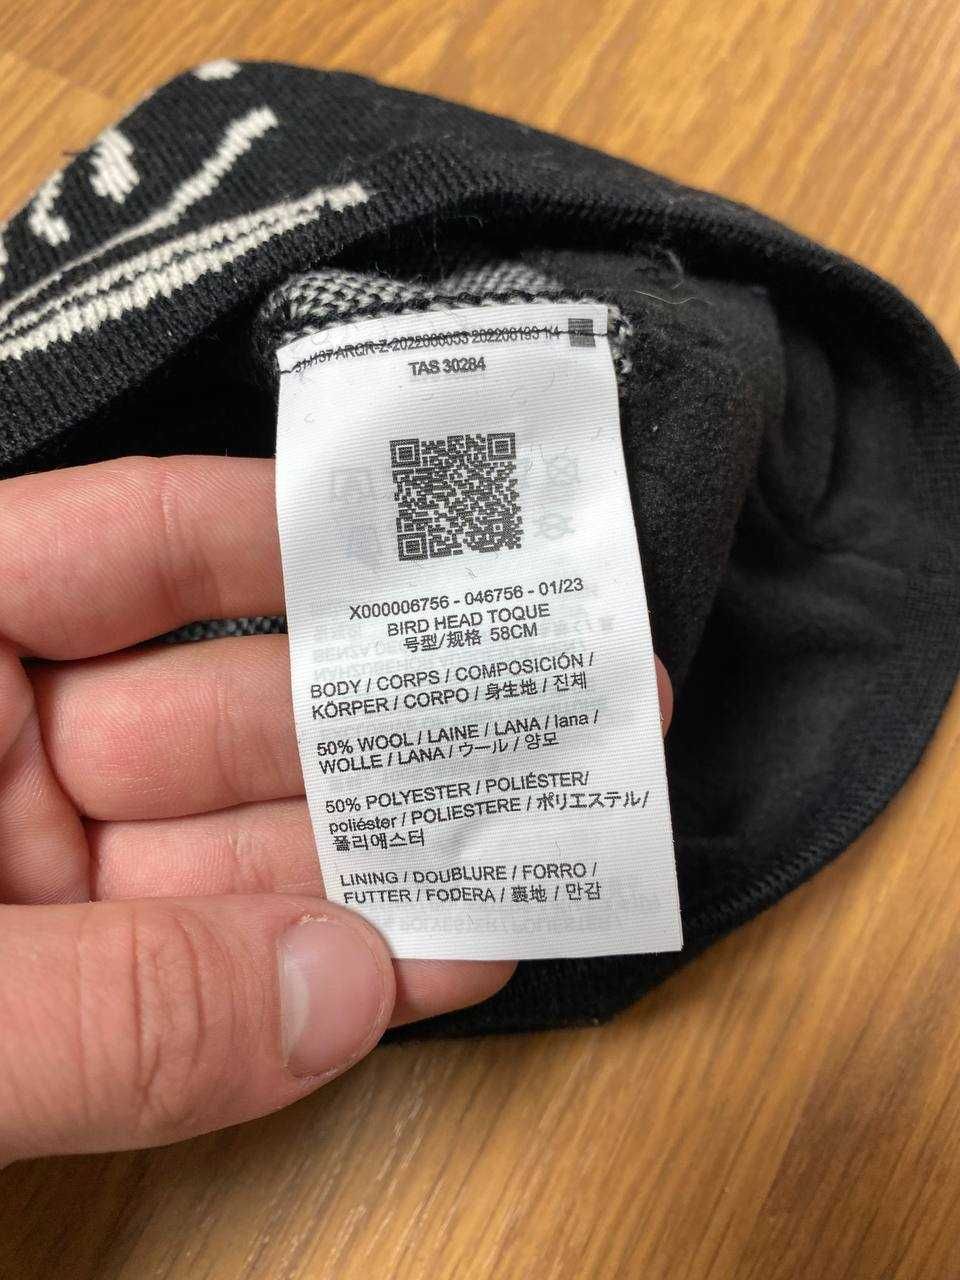 TAS 30284
X000006756 - 046756 - 01/23
BIRD HEAD TOQUE
号型/规格 58CM
BODY / CORPS / COMPOSICIÓN /
KÖRPER / CORPO / 身生地 / 진체
50% WOOL / LAINE / LANA / lana /
WOLLE / LANA / ウール / 양모
50% POLYESTER / POLIÉSTER/
poliéster / POLIESTERE / ポリエステル/
폴리에스터
LINING / DOUBLURE / FORRO /
FUTTER / FODERA / 裏地 / 만감